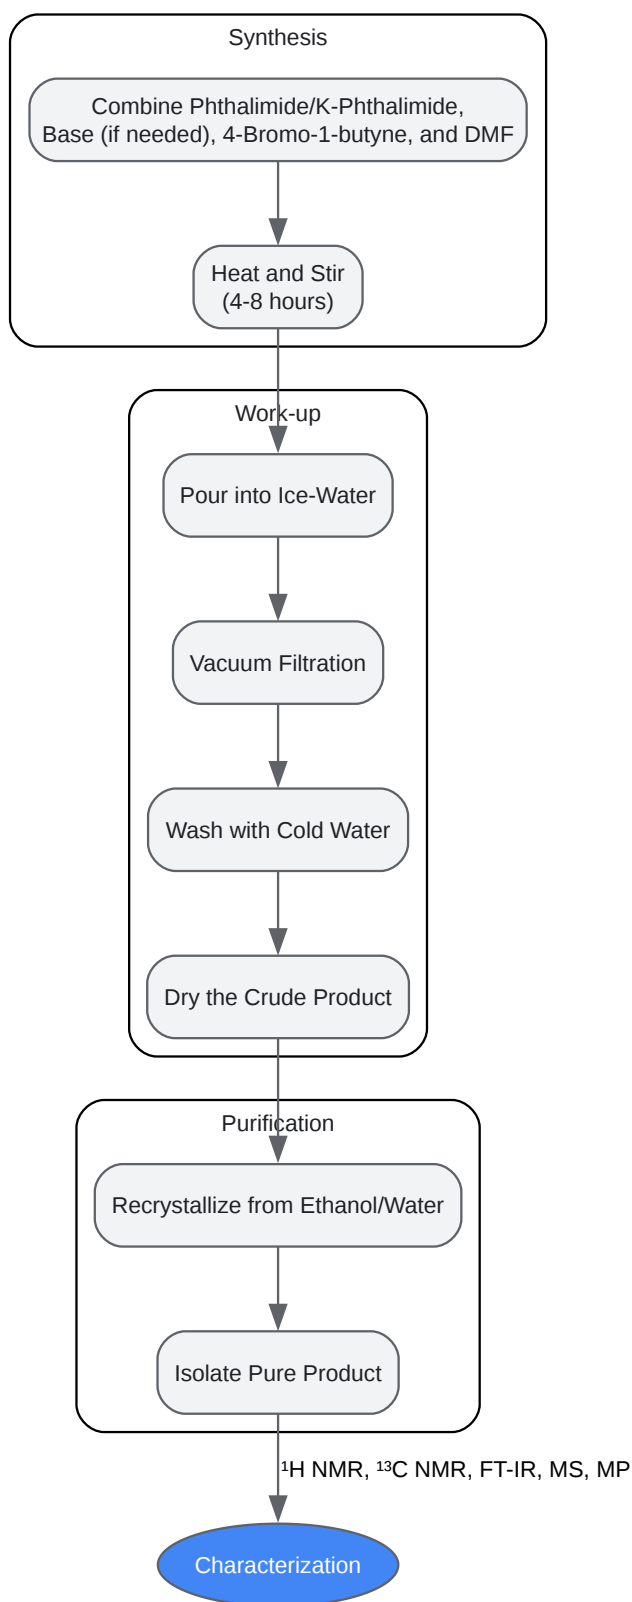 Synthesis
Combine Phthalimide/K-Phthalimide,
Base (if needed), 4-Bromo-1-butyne, and DMF
Heat and Stir
(4-8 hours)
Work-up
Pour into Ice-Water
Vacuum Filtration
Wash with Cold Water
Dry the Crude Product
Purification
Recrystallize from Ethanol/Water
Isolate Pure Product
¹H NMR, ¹³C NMR, FT-IR, MS, MP
Characterization